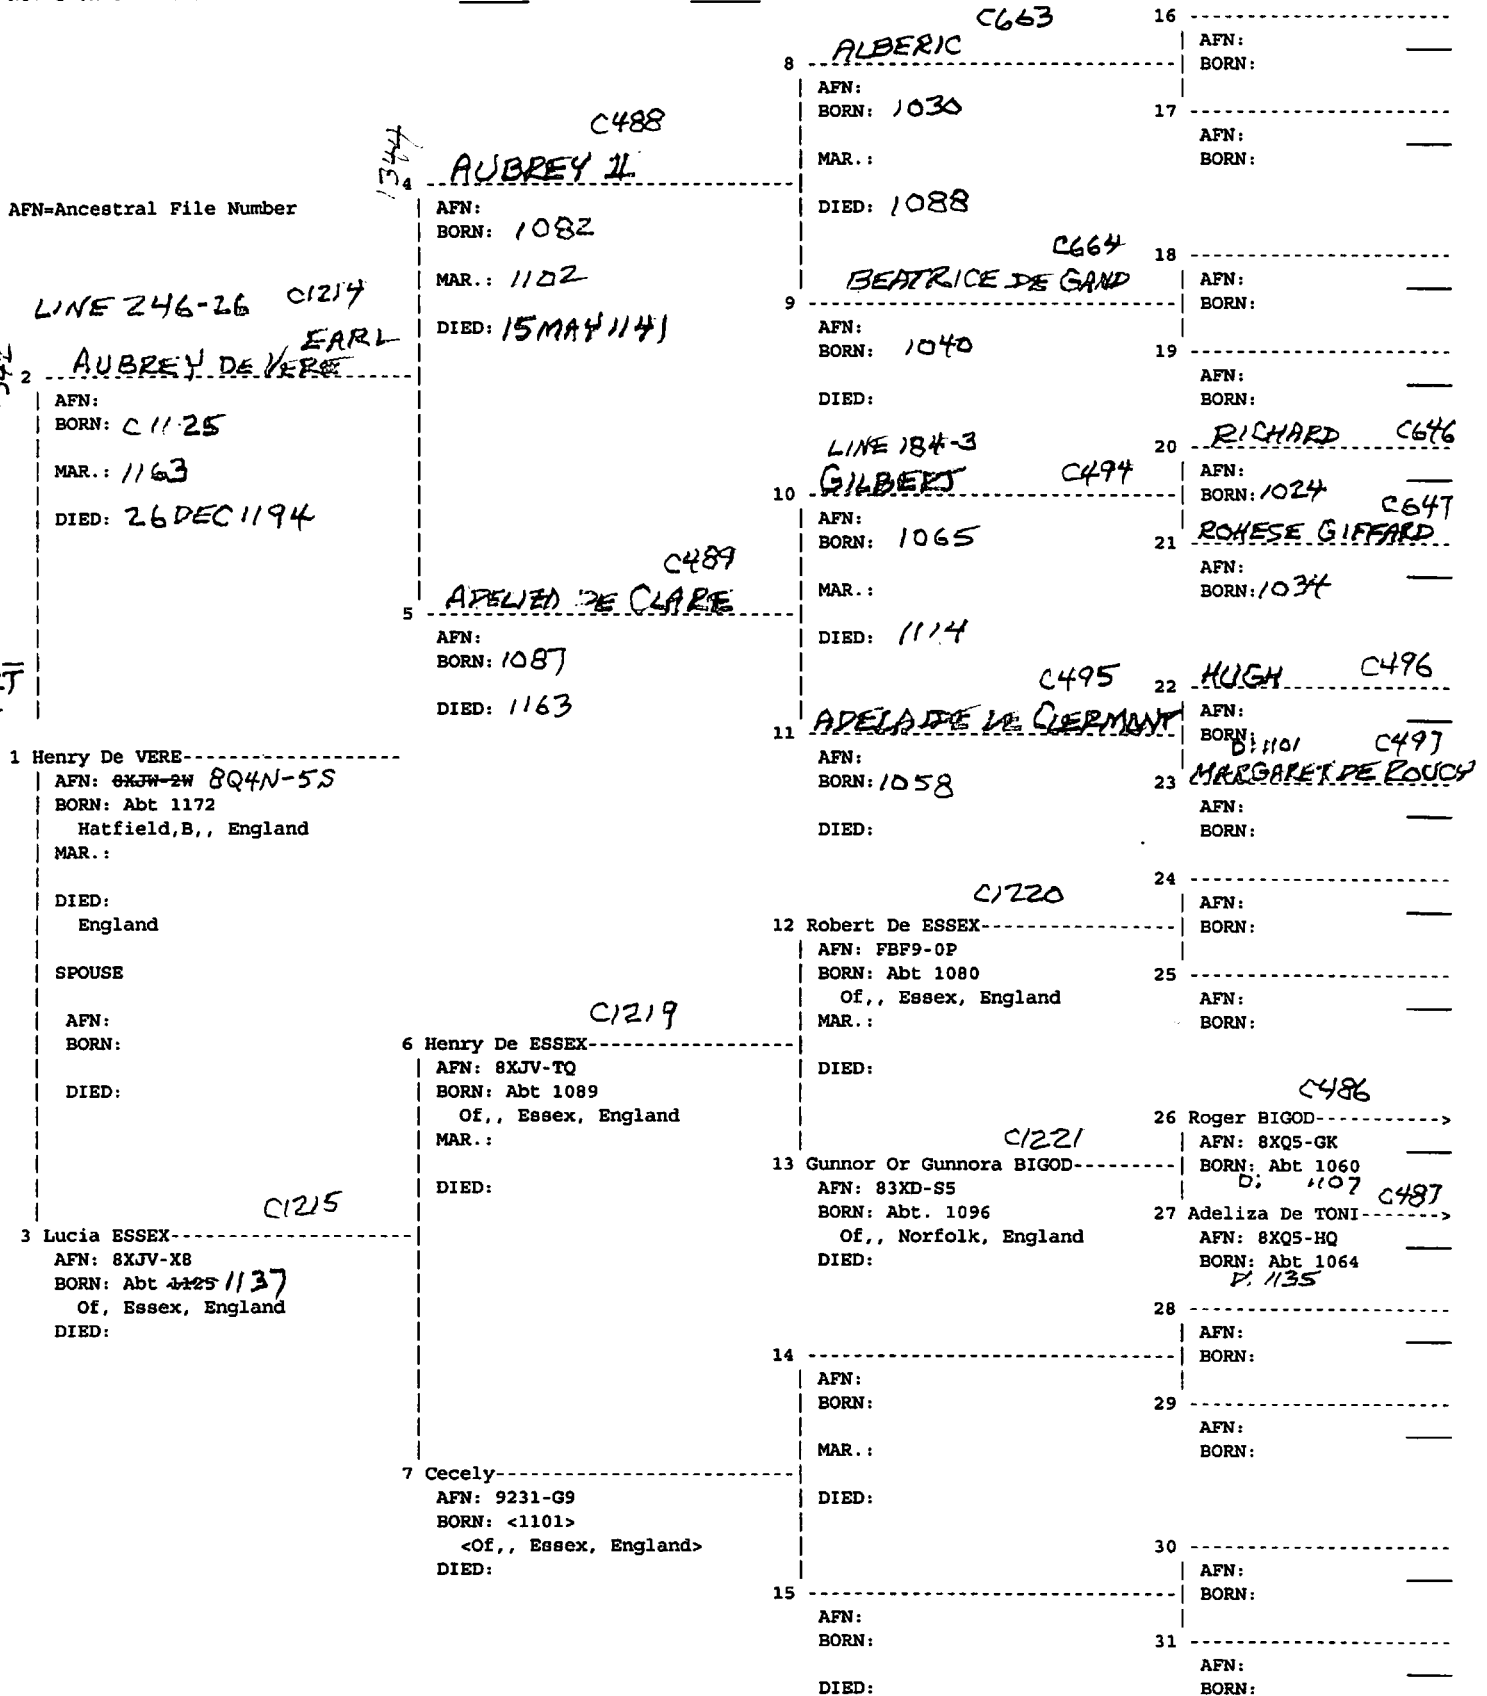 AFN=Ancestral File Number
LINE 246-26 C1214
EARL
2 AUBREY DE VERE
AFN:
BORN: C 1125
MAR.: 1163
DIED: 26 DEC 1194
1 Henry De VERE
AFN: 8XJW-2W 8Q4N-5S
BORN: Abt 1172
Hatfield,B,, England
MAR.:
DIED:
England
SPOUSE
AFN:
BORN:
DIED:
C1215
3 Lucia ESSEX
AFN: 8XJV-X8
BORN: Abt 1125 1137
Of, Essex, England
DIED:
1344
C488
4 AUBREY II
AFN:
BORN: 1082
MAR.: 1102
DIED: 15 MAY 1141
C489
5 ADELIZA DE CLARE
AFN:
BORN: 1087
DIED: 1163
C1219
6 Henry De ESSEX
AFN: 8XJV-TQ
BORN: Abt 1089
Of,, Essex, England
MAR.:
DIED:
7 Cecely
AFN: 9231-G9
BORN: <1101>
<Of,, Essex, England>
DIED:
C663
8 ALBERIC
AFN:
BORN: 1030
MAR.:
DIED: 1088
C664
9 BEATRICE DE GAND
AFN:
BORN: 1040
DIED:
LINE 184-3
10 GILBERT C494
AFN:
BORN: 1065
MAR.:
DIED: 1114
C495
11 ADELAIDE DE CLERMONT
AFN:
BORN: 1058
DIED:
C1220
12 Robert De ESSEX
AFN: FBF9-0P
BORN: Abt 1080
Of,, Essex, England
MAR.:
DIED:
C1221
13 Gunnor Or Gunnora BIGOD
AFN: 83XD-S5
BORN: Abt. 1096
Of,, Norfolk, England
DIED:
14
AFN:
BORN:
MAR.:
DIED:
15
AFN:
BORN:
DIED:
16
AFN:
BORN:
17
AFN:
BORN:
18
AFN:
BORN:
19
AFN:
BORN:
20 RICHARD C646
AFN:
BORN: 1024
C647
21 ROHESE GIFFARD
AFN:
BORN: 1034
22 HUGH C496
AFN:
BORN:
D: 1101 C497
23 MARGARET DE ROUCY
AFN:
BORN:
24
AFN:
BORN:
25
AFN:
BORN:
C486
26 Roger BIGOD----------->
AFN: 8XQ5-GK
BORN: Abt 1060
D: 1107 C487
27 Adeliza De TONI------->
AFN: 8XQ5-HQ
BORN: Abt 1064
D. 1135
28
AFN:
BORN:
29
AFN:
BORN:
30
AFN:
BORN:
31
AFN:
BORN: